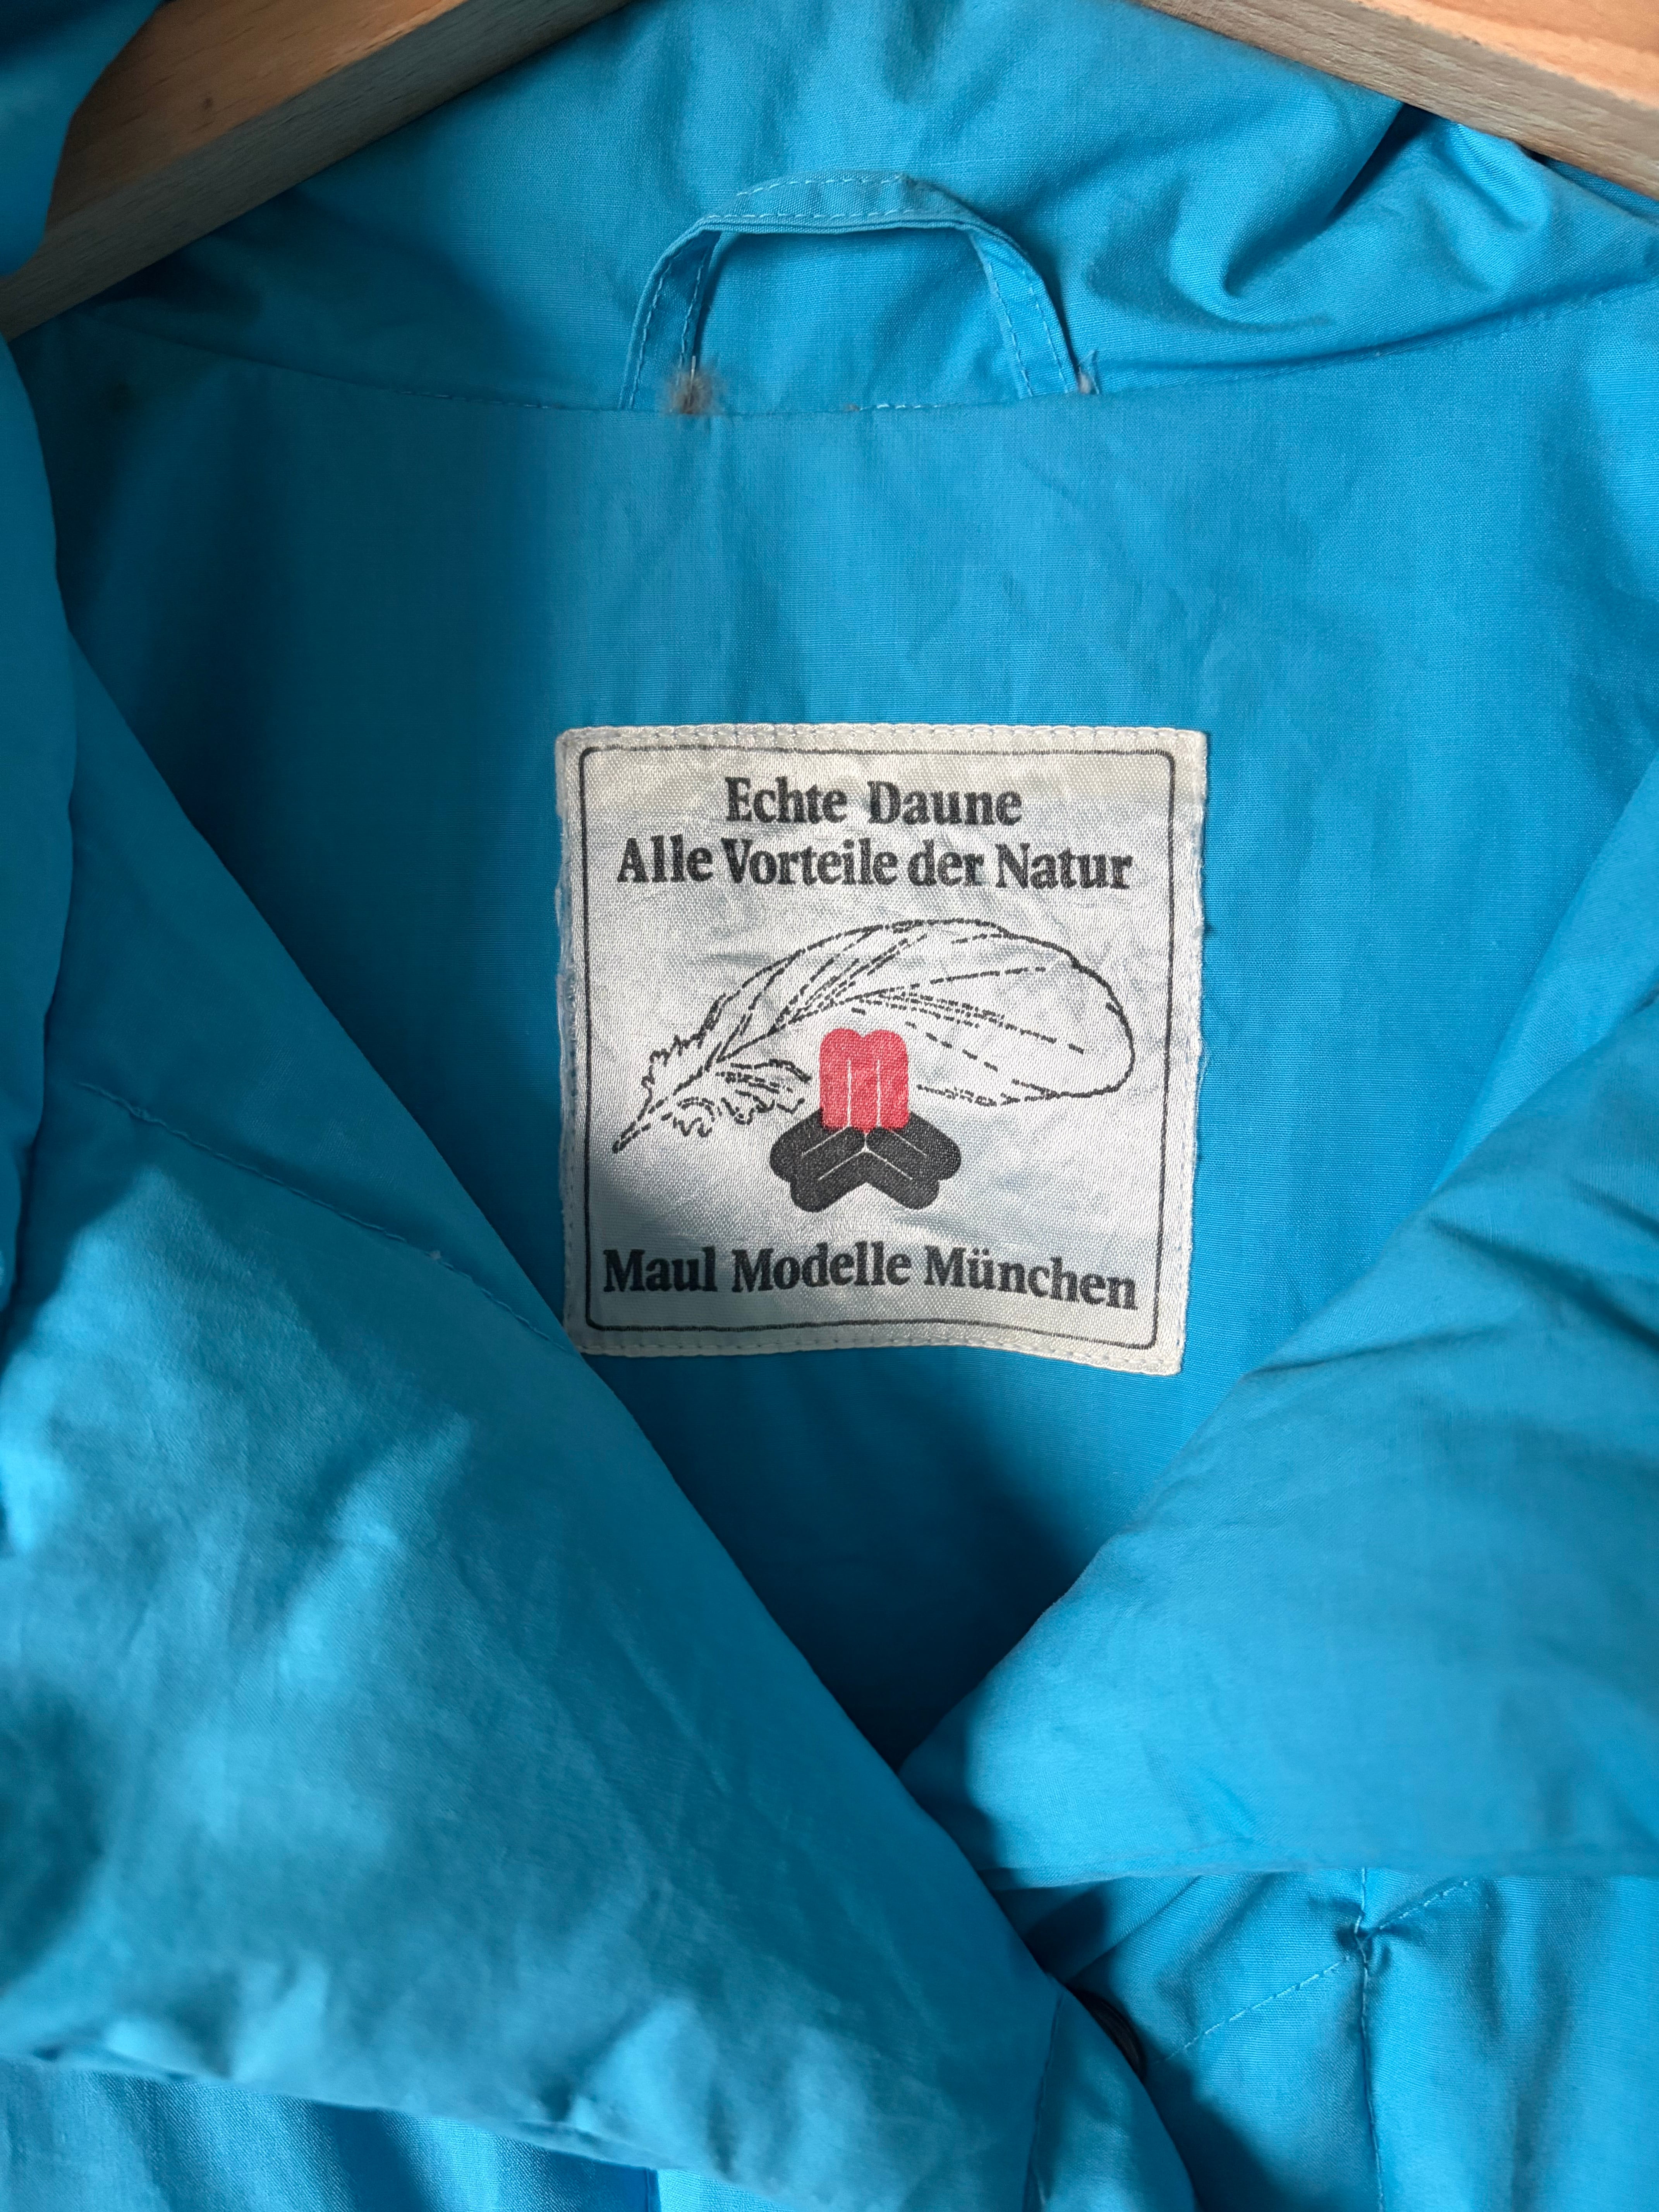 Echte Daune
Alle Vorteile der Natur
Maul Modelle München